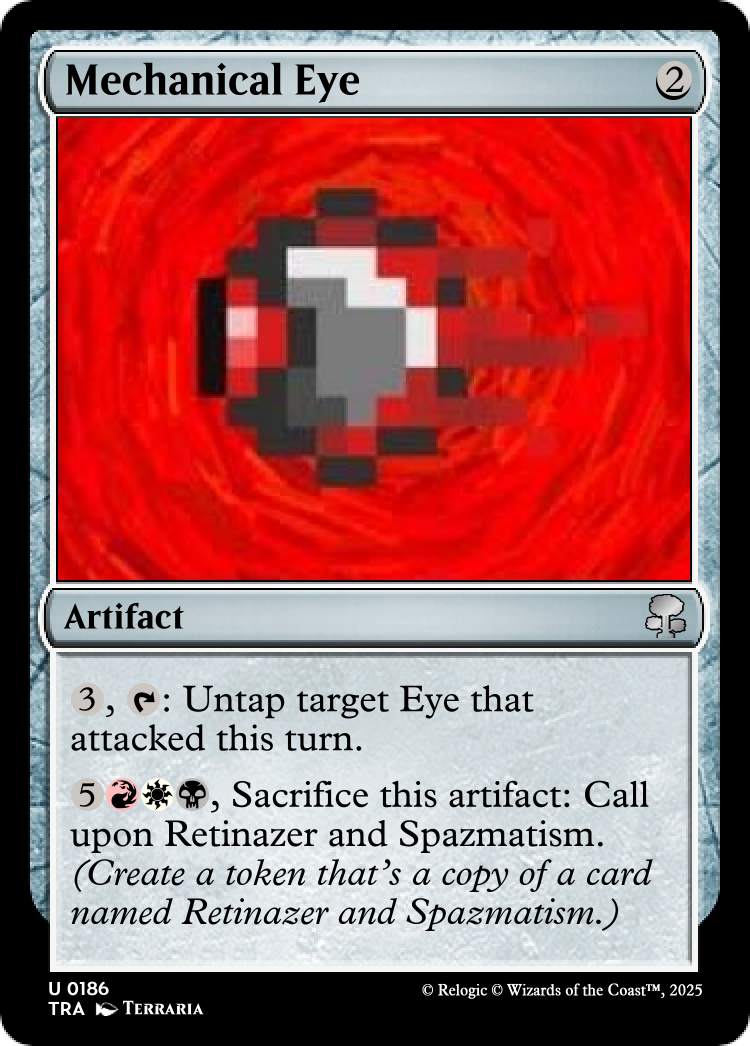 Mechanical Eye 2
Artifact
3, : Untap target Eye that
attacked this turn.
5, Sacrifice this artifact: Call
upon Retinazer and Spazmatism.
(Create a token that's a copy of a card
named Retinazer and Spazmatism.)
U 0186
TRA TERRARIA
© Relogic © Wizards of the Coast™, 2025